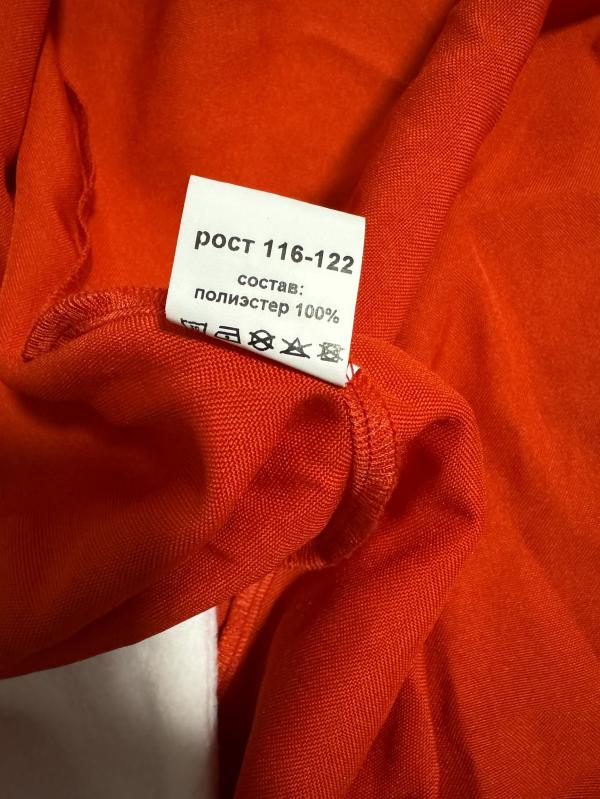 рост 116-122
состав:
полиэстер 100%